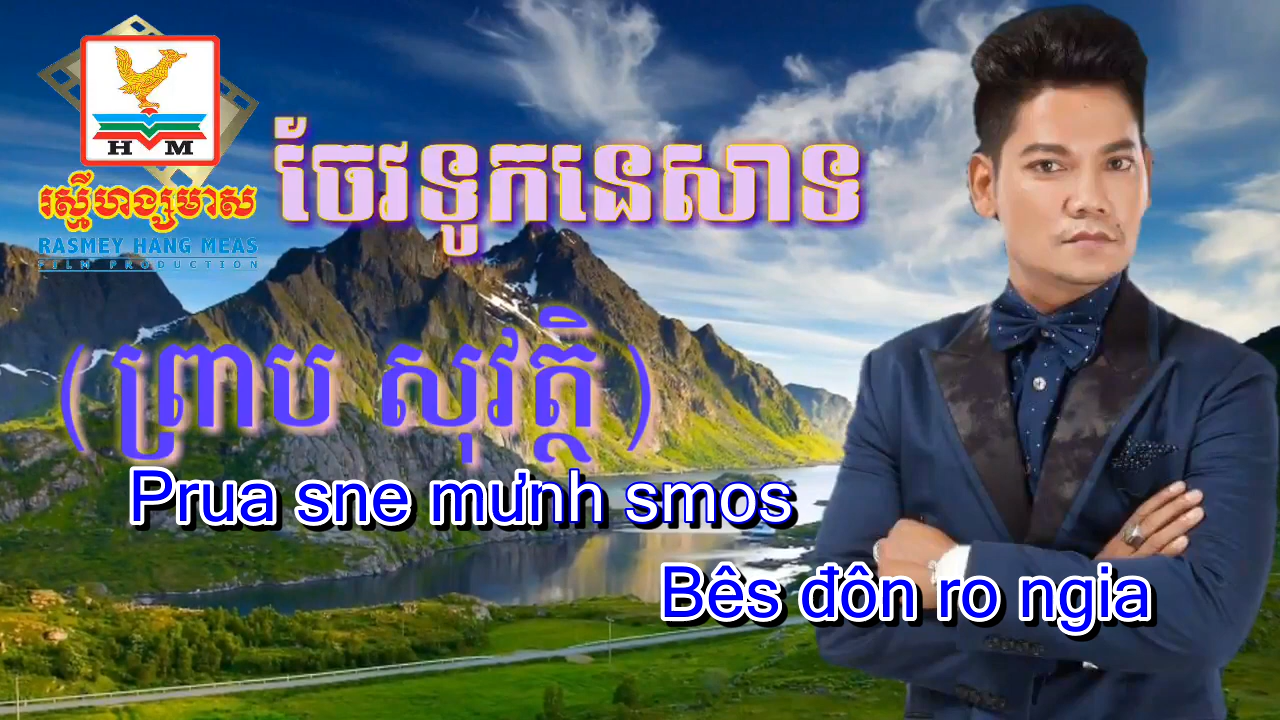 HM
រស្មីហង្សមាស
RASMEY HANG MEAS
FILM PRODUCTION
ចែវទូកនេសាទ
( ព្រាប សុវត្ថិ )
Prua sne mưnh smos
Bês đôn ro ngia